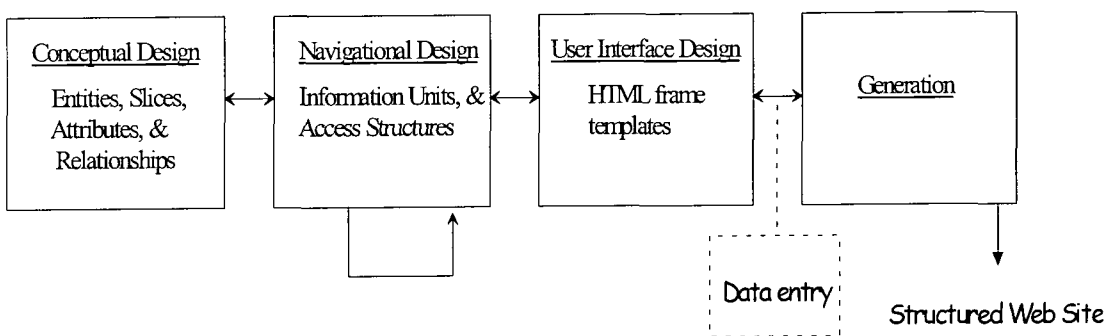 Conceptual Design
Entities, Slices,
Attributes, &
Relationships
Navigational Design
Information Units, &
Access Structures
User Interface Design
HTML frame
templates
Generation
Data entry
Structured Web Site